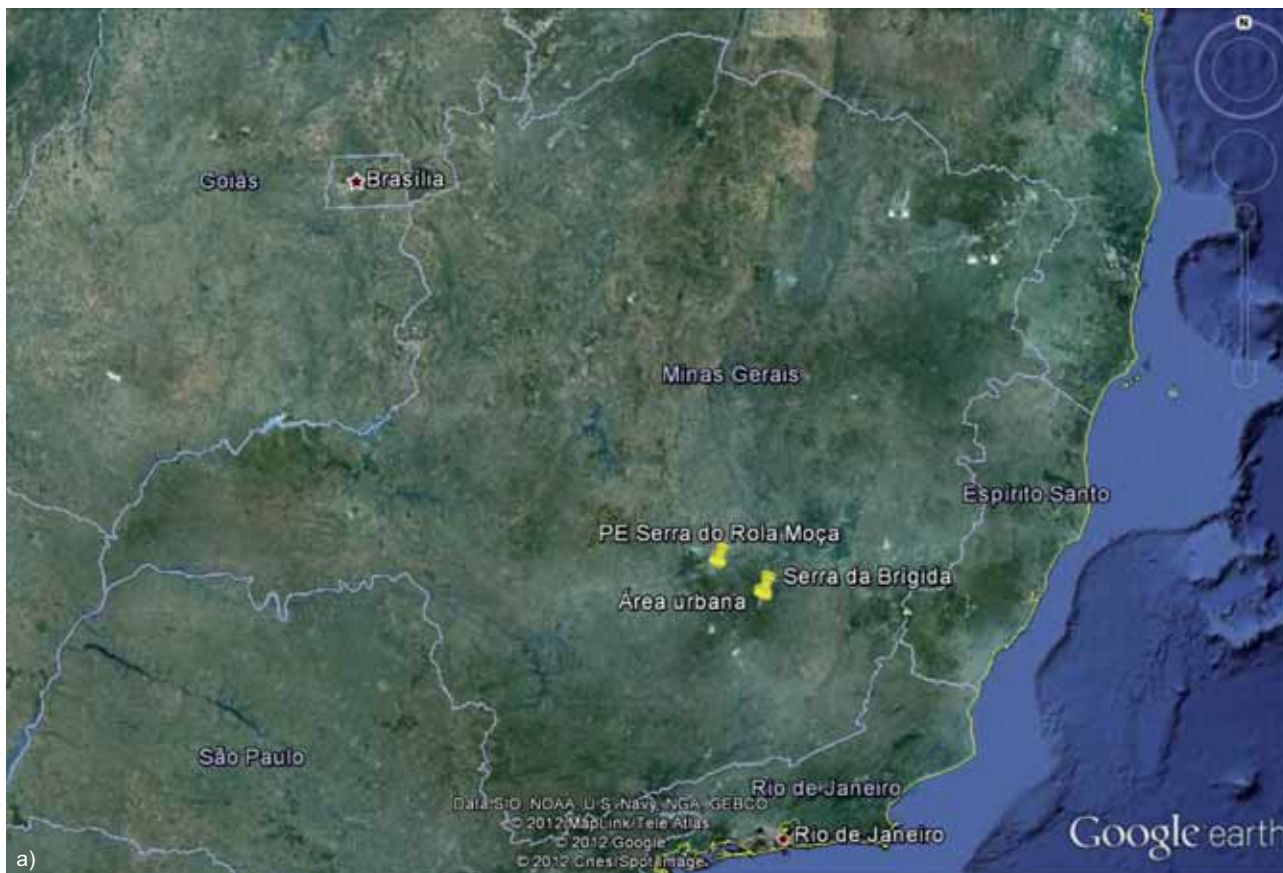 N
Goiás
Brasília
Minas Gerais
Espírito Santo
PE Serra do Rola Moça
Serra da Brigida
Área urbana
São Paulo
Rio de Janeiro
Data SIO, NOAA, U.S. Navy, NGA, GEBCO
© 2012 MapLink/Tele Atlas
© 2012 Google
© 2012 Cnes/Spot Image
Rio de Janeiro
Google earth
a)